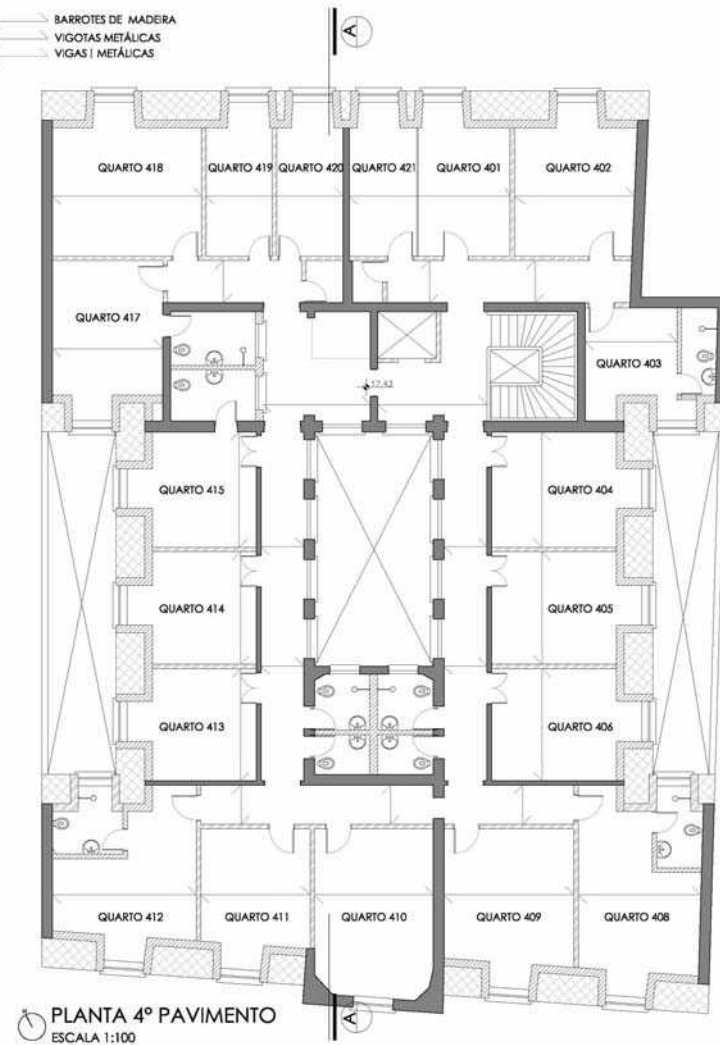 BARROTES DE MADEIRA
VIGOTAS METÁLICAS
VIGAS I METÁLICAS
A
QUARTO 418
QUARTO 419
QUARTO 420
QUARTO 421
QUARTO 401
QUARTO 402
QUARTO 417
QUARTO 403
17.43
QUARTO 415
QUARTO 404
QUARTO 414
QUARTO 405
QUARTO 413
QUARTO 406
QUARTO 412
QUARTO 411
QUARTO 410
QUARTO 409
QUARTO 408
PLANTA 4º PAVIMENTO
ESCALA 1:100
A